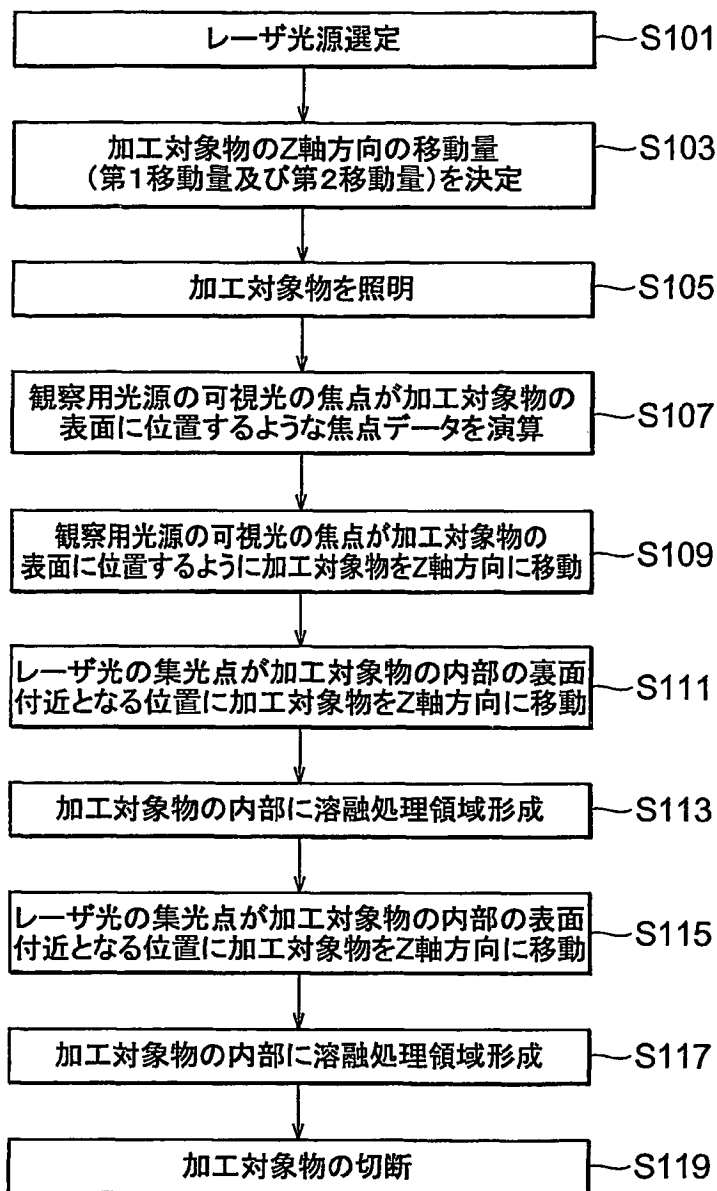 レーザ光源選定
S101
加工対象物のZ軸方向の移動量
(第1移動量及び第2移動量)を決定
S103
加工対象物を照明
S105
観察用光源の可視光の焦点が加工対象物の
表面に位置するような焦点データを演算
S107
観察用光源の可視光の焦点が加工対象物の
表面に位置するように加工対象物をZ軸方向に移動
S109
レーザ光の集光点が加工対象物の内部の裏面
付近となる位置に加工対象物をZ軸方向に移動
S111
加工対象物の内部に溶融処理領域形成
S113
レーザ光の集光点が加工対象物の内部の表面
付近となる位置に加工対象物をZ軸方向に移動
S115
加工対象物の内部に溶融処理領域形成
S117
加工対象物の切断
S119